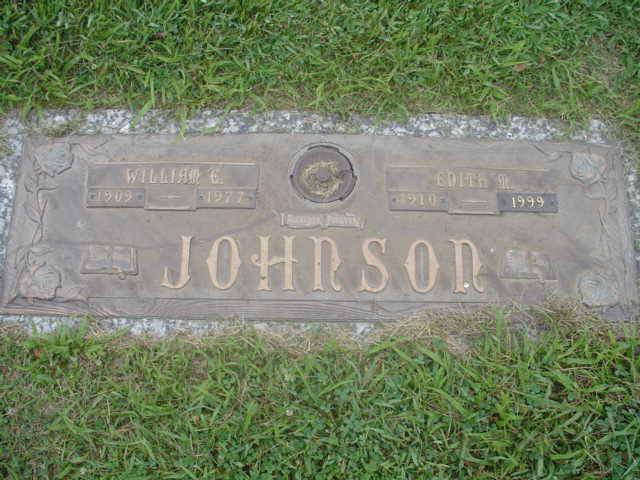 WILLIAM E.
1909 1977
EDITH M.
1910 1999
JOHNSON